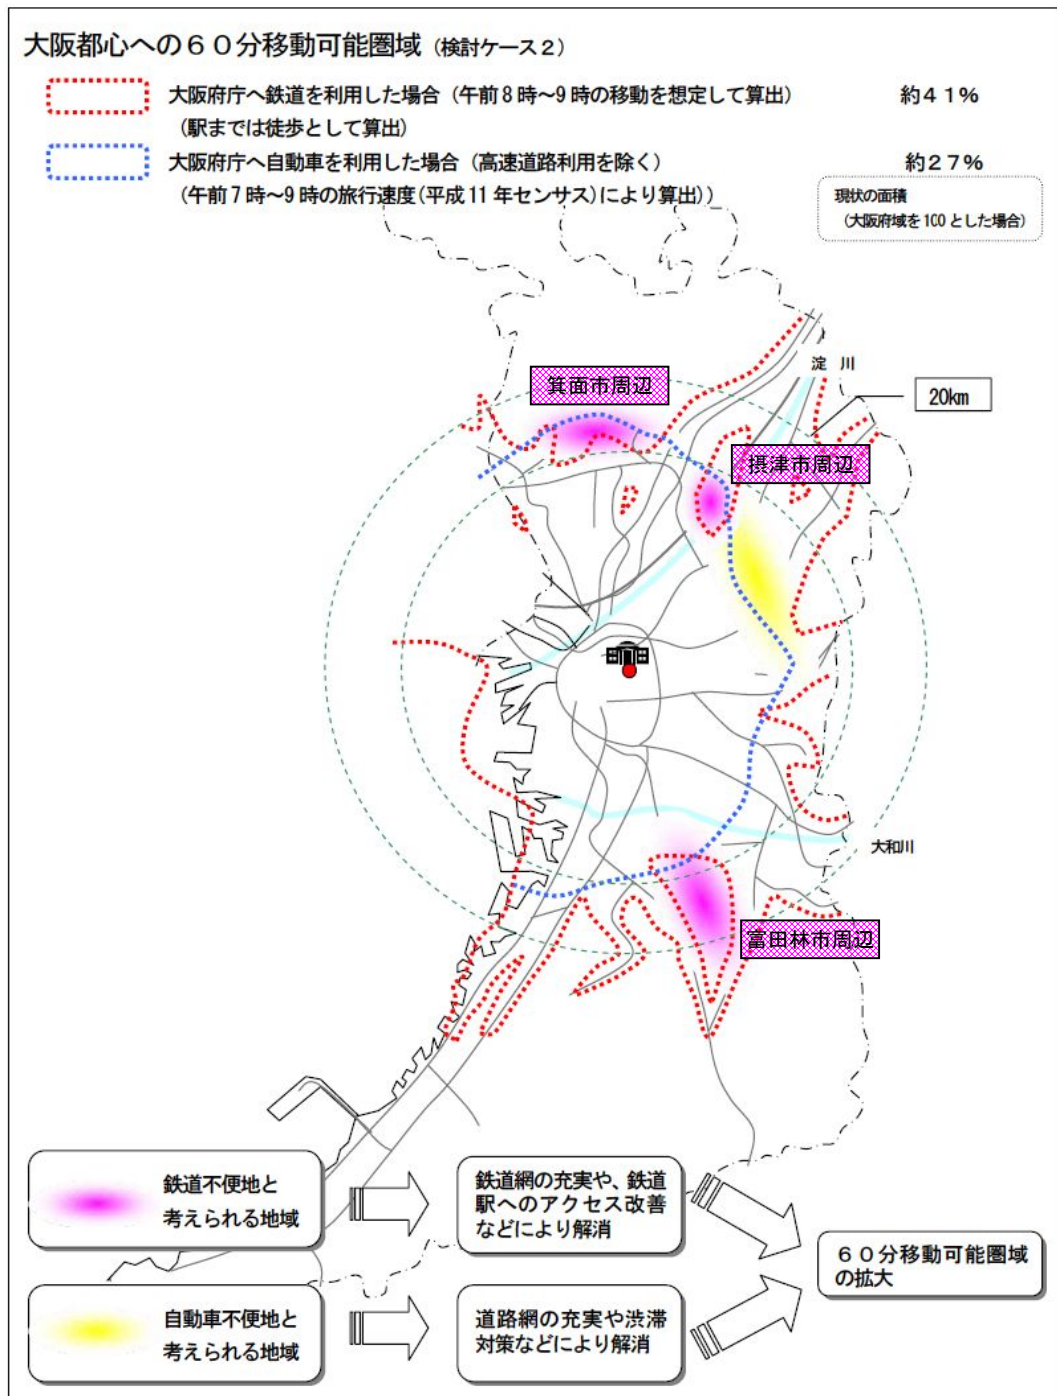 大阪都心への６０分移動可能圏域（検討ケース２）
大阪府庁へ鉄道を利用した場合（午前８時～９時の移動を想定して算出）　約４１％
（駅までは徒歩として算出）
大阪府庁へ自動車を利用した場合（高速道路利用を除く）　約２７％
（午前７時～９時の旅行速度（平成11年センサス）により算出））
現状の面積
（大阪府域を100とした場合）
淀　川
箕面市周辺
20km
摂津市周辺
大和川
富田林市周辺
鉄道不便地と
考えられる地域
鉄道網の充実や、鉄道
駅へのアクセス改善
などにより解消
６０分移動可能圏域
の拡大
自動車不便地と
考えられる地域
道路網の充実や渋滞
対策などにより解消